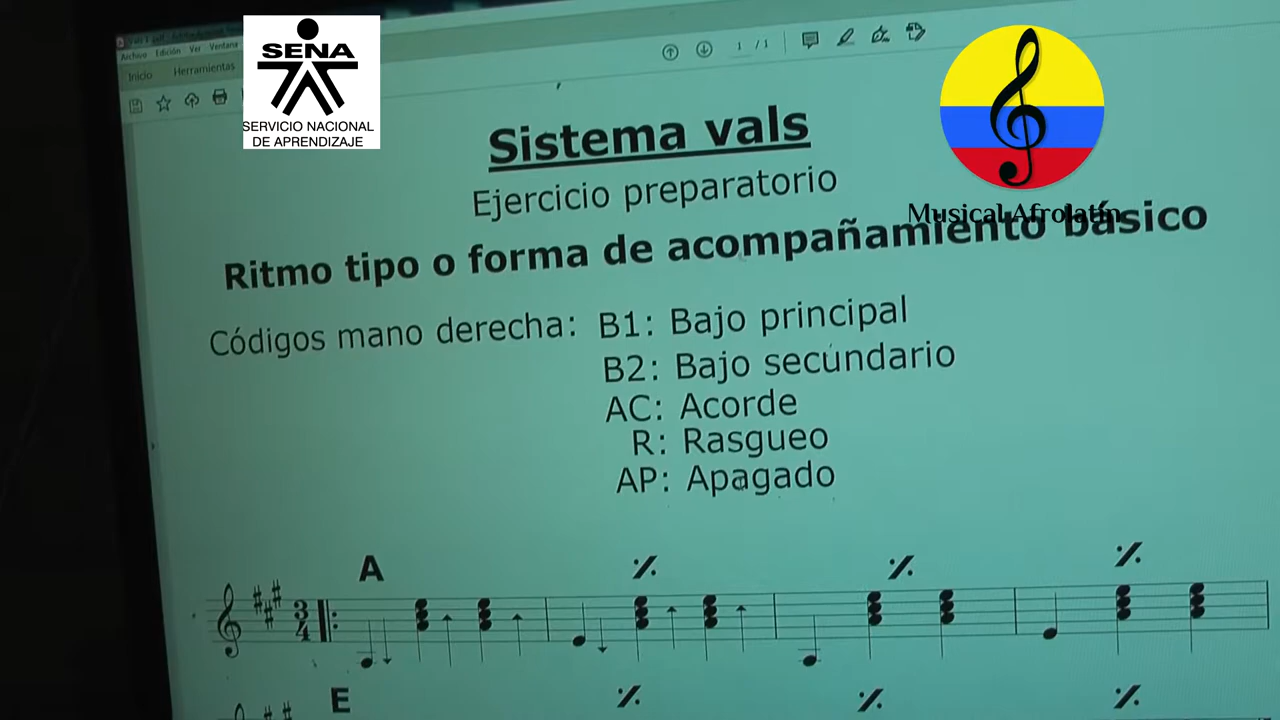 Archivo Edición Ver Ventana
Inicio Herramientas
1 / 1
SENA
SERVICIO NACIONAL
DE APRENDIZAJE
Sistema vals
Ejercicio preparatorio
Musical Afrolatin
Ritmo tipo o forma de acompañamiento básico
Códigos mano derecha: B1: Bajo principal
B2: Bajo secundario
AC: Acorde
R: Rasgueo
AP: Apagado
A
3
4
E